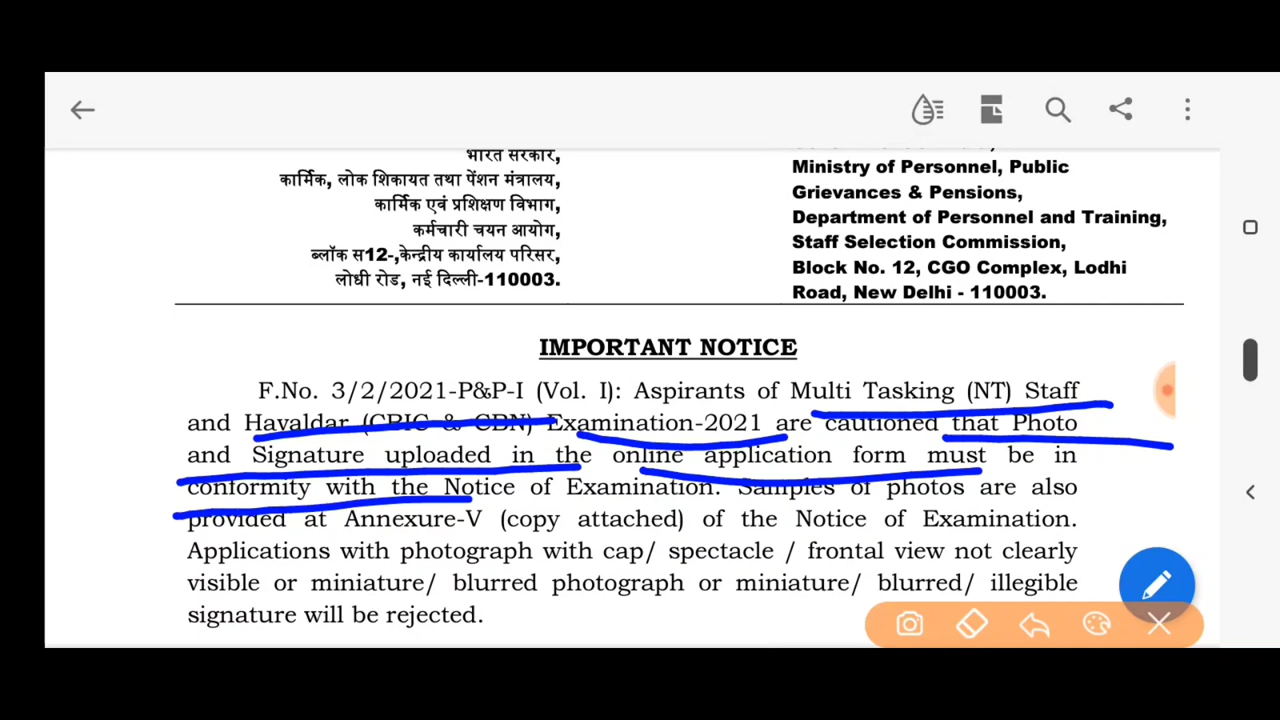 भारत सरकार,
कार्मिक, लोक शिकायत तथा पेंशन मंत्रालय,
कार्मिक एवं प्रशिक्षण विभाग,
कर्मचारी चयन आयोग,
ब्लॉक स12-,केन्द्रीय कार्यालय परिसर,
लोधी रोड, नई दिल्ली-110003.
Ministry of Personnel, Public
Grievances & Pensions,
Department of Personnel and Training,
Staff Selection Commission,
Block No. 12, CGO Complex, Lodhi
Road, New Delhi - 110003.
IMPORTANT NOTICE
F.No. 3/2/2021-P&P-I (Vol. I): Aspirants of Multi Tasking (NT) Staff
and Havaldar (CBIC & CBN) Examination-2021 are cautioned that Photo
and Signature uploaded in the online application form must be in
conformity with the Notice of Examination. Samples of photos are also
provided at Annexure-V (copy attached) of the Notice of Examination.
Applications with photograph with cap/ spectacle / frontal view not clearly
visible or miniature/ blurred photograph or miniature/ blurred/ illegible
signature will be rejected.